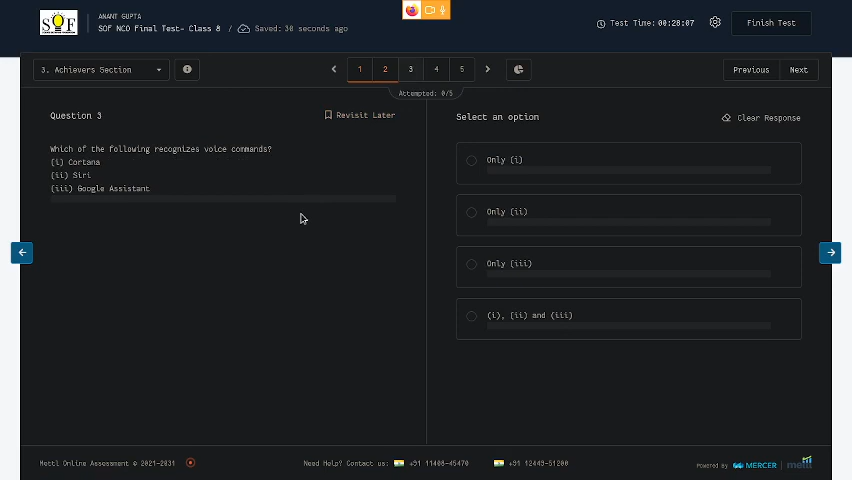 SOF
ANANT GUPTA
SOF NCO Final Test- Class 8 / Saved: 30 seconds ago
Test Time: 00:28:07
Finish Test
3. Achievers Section
1 2 3 4 5
Previous Next
Attempted: 0/5
Question 3
Revisit Later
Which of the following recognizes voice commands?
(i) Cortana
(ii) Siri
(iii) Google Assistant
Select an option
Clear Response
Only (i)
Only (ii)
Only (iii)
(i), (ii) and (iii)
Mettl Online Assessment © 2021-2031
Need Help? Contact us: +91 11408-45470 +91 12449-51200
Powered by MERCER mettl